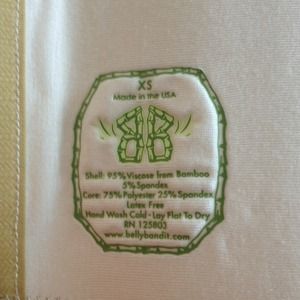 XS
Made in the USA
BB
Shell: 95% Viscose from Bamboo
5% Spandex
Core: 75% Polyester 25% Spandex
Latex Free
Hand Wash Cold - Lay Flat To Dry
RN 125803
www.bellybandit.com